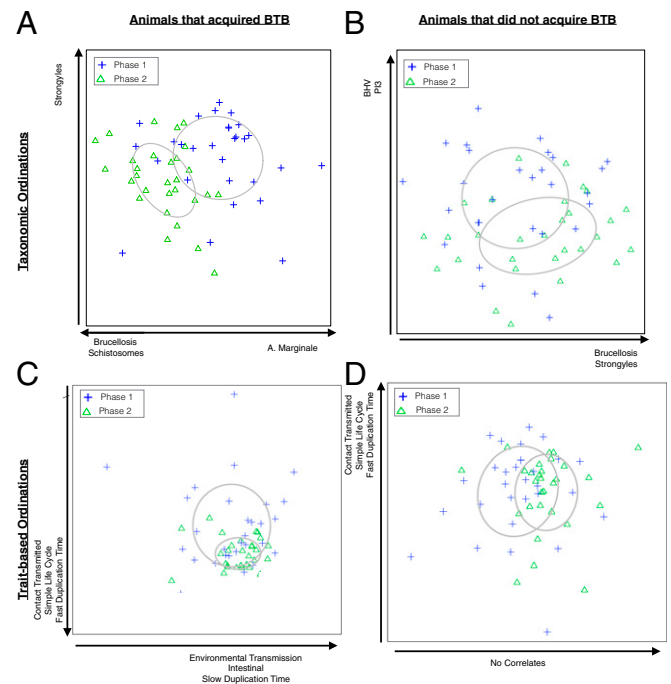 A
Animals that acquired BTB
B
Animals that did not acquire BTB
Taxonomic Ordinations
Strongyles
Phase 1
Phase 2
BHV
PI3
Phase 1
Phase 2
Brucellosis
Schistosomes
A. Marginale
Brucellosis
Strongyles
C
D
Trait-based Ordinations
Contact Transmitted
Simple Life Cycle
Fast Duplication Time
Phase 1
Phase 2
Contact Transmitted
Simple Life Cycle
Fast Duplication Time
Phase 1
Phase 2
Environmental Transmission
Intestinal
Slow Duplication Time
No Correlates